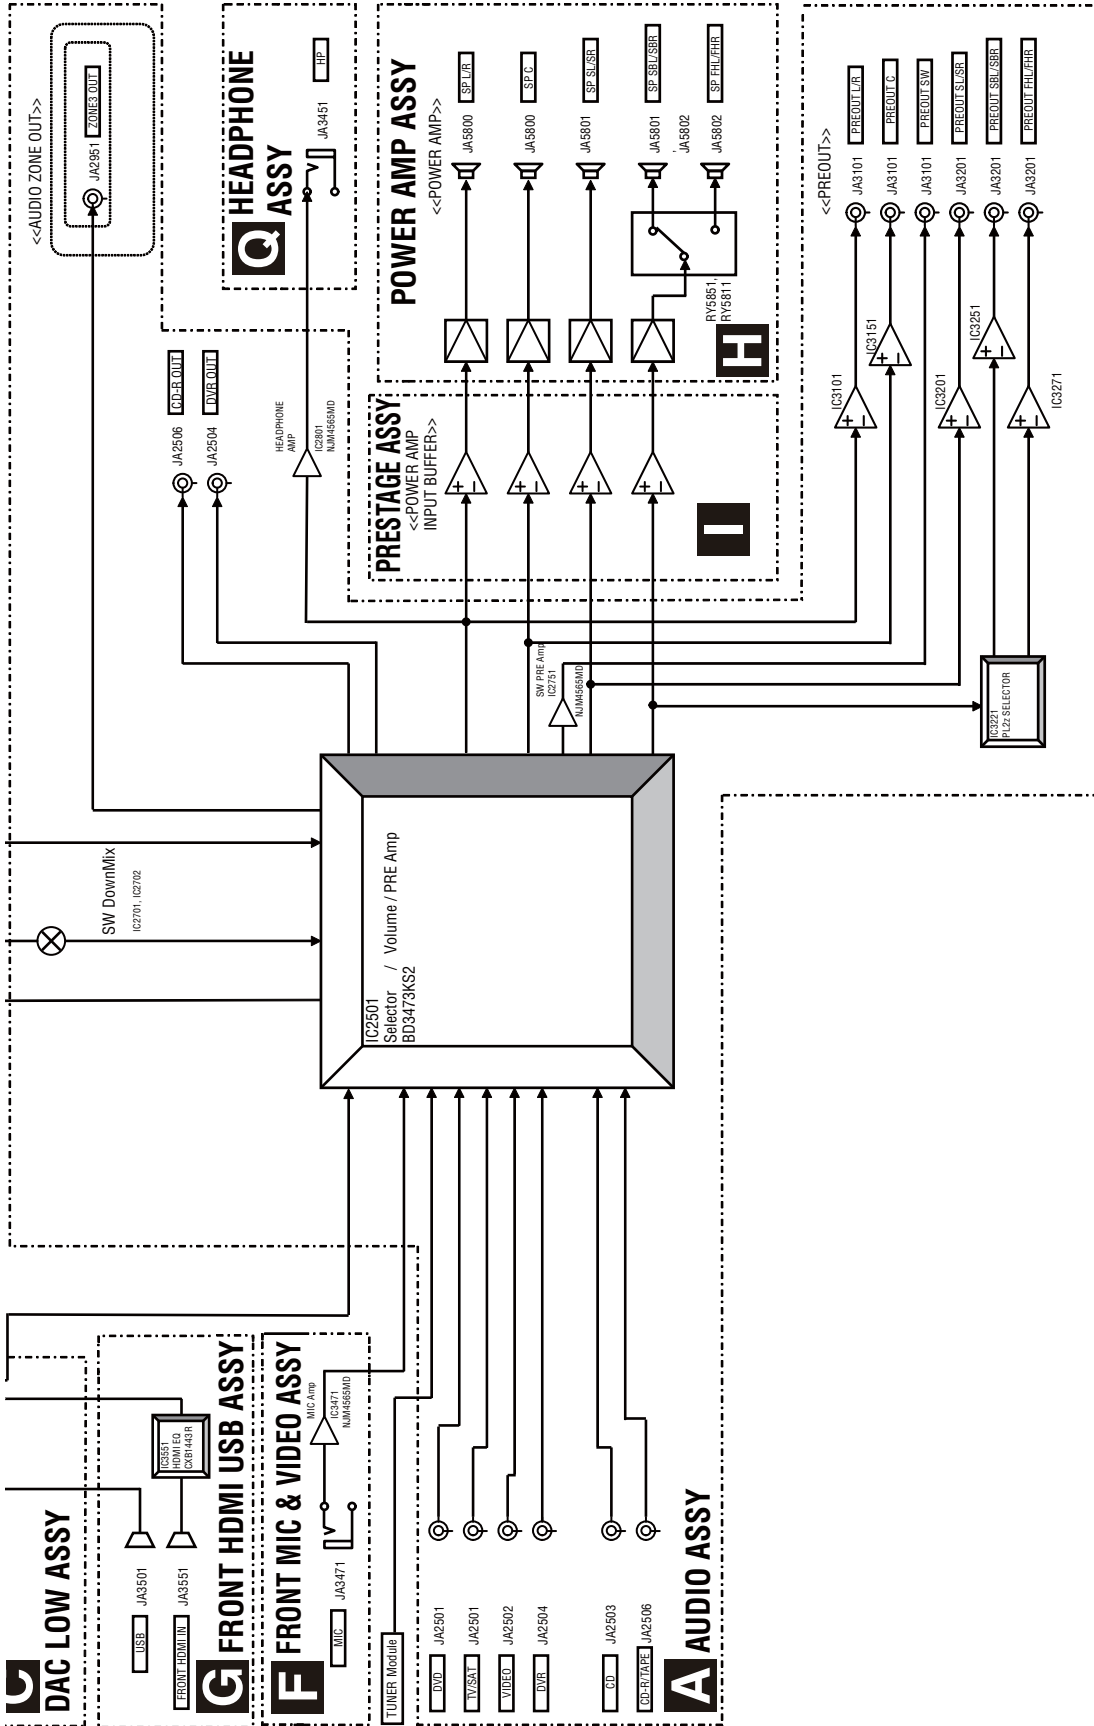 <<AUDIO ZONE OUT>>
JA2951
ZONE3 OUT
Q
HEADPHONE
ASSY
JA3451
HP
POWER AMP ASSY
<<POWER AMP>>
JA5800
SP L/R
JA5800
SP C
JA5801
SP SL/SR
JA5801
, JA5802
SP SBL/SBR
JA5802
SP FHL/FHR
RY5851,
RY5811
H
<<PREOUT>>
JA3101
PREOUT L/R
JA3101
PREOUT C
JA3101
PREOUT SW
JA3201
PREOUT SL/SR
JA3201
PREOUT SBL/SBR
JA3201
PREOUT FHL/FHR
IC3101
IC3151
IC3201
IC3251
IC3271
JA2506
CD-R OUT
JA2504
DVR OUT
HEADPHONE
AMP
IC2801
NJM4565MD
PRESTAGE ASSY
<<POWER AMP
INPUT BUFFER>>
I
SW PRE Amp
IC2751
NJM4565MD
IC3221
PL2z SELECTOR
SW DownMix
IC2701, IC2702
IC2501
Selector / Volume / PRE Amp
BD3473KS2
C
DAC LOW ASSY
JA3501
USB
JA3551
FRONT HDMI IN
IC3551
HDMI EQ
CXB1443R
G
FRONT HDMI USB ASSY
F
FRONT MIC & VIDEO ASSY
MIC Amp
IC3471
NJM4565MD
JA3471
MIC
TUNER Module
DVD
JA2501
TV/SAT
JA2501
VIDEO
JA2502
DVR
JA2504
CD
JA2503
CD-R/TAPE
JA2506
A
AUDIO ASSY